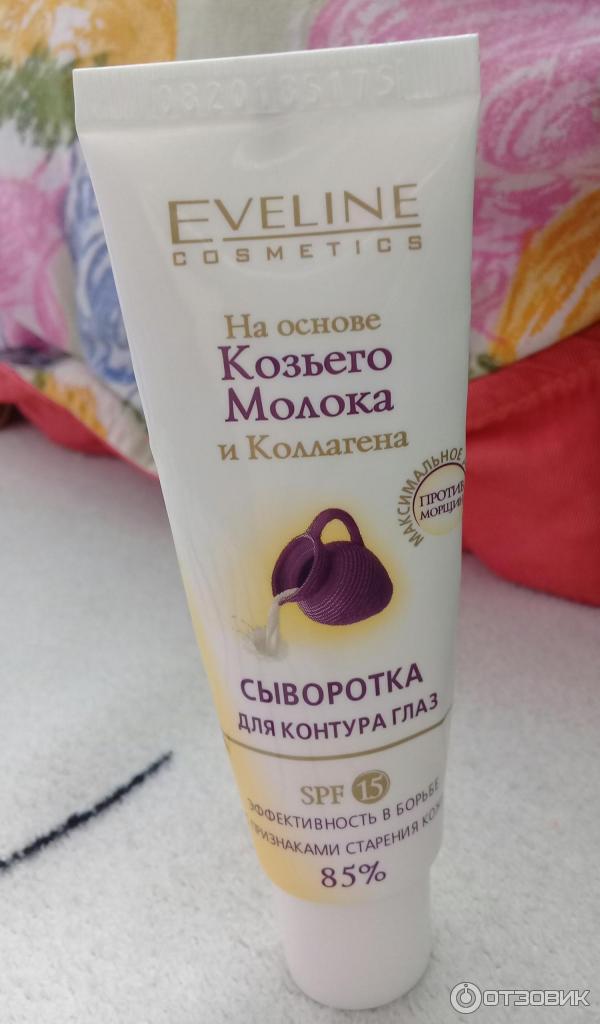 EVELINE
COSMETICS
На основе
Козьего
Молока
и Коллагена
МАКСИМАЛЬНОЕ
ПРОТИВ
СЫВОРОТКА
ДЛЯ КОНТУРА ГЛАЗ
SPF 15
ЭФФЕКТИВНОСТЬ В БОРЬБЕ
ПРИЗНАКАМИ СТАРЕНИЯ
85%
ОТЗОВИК